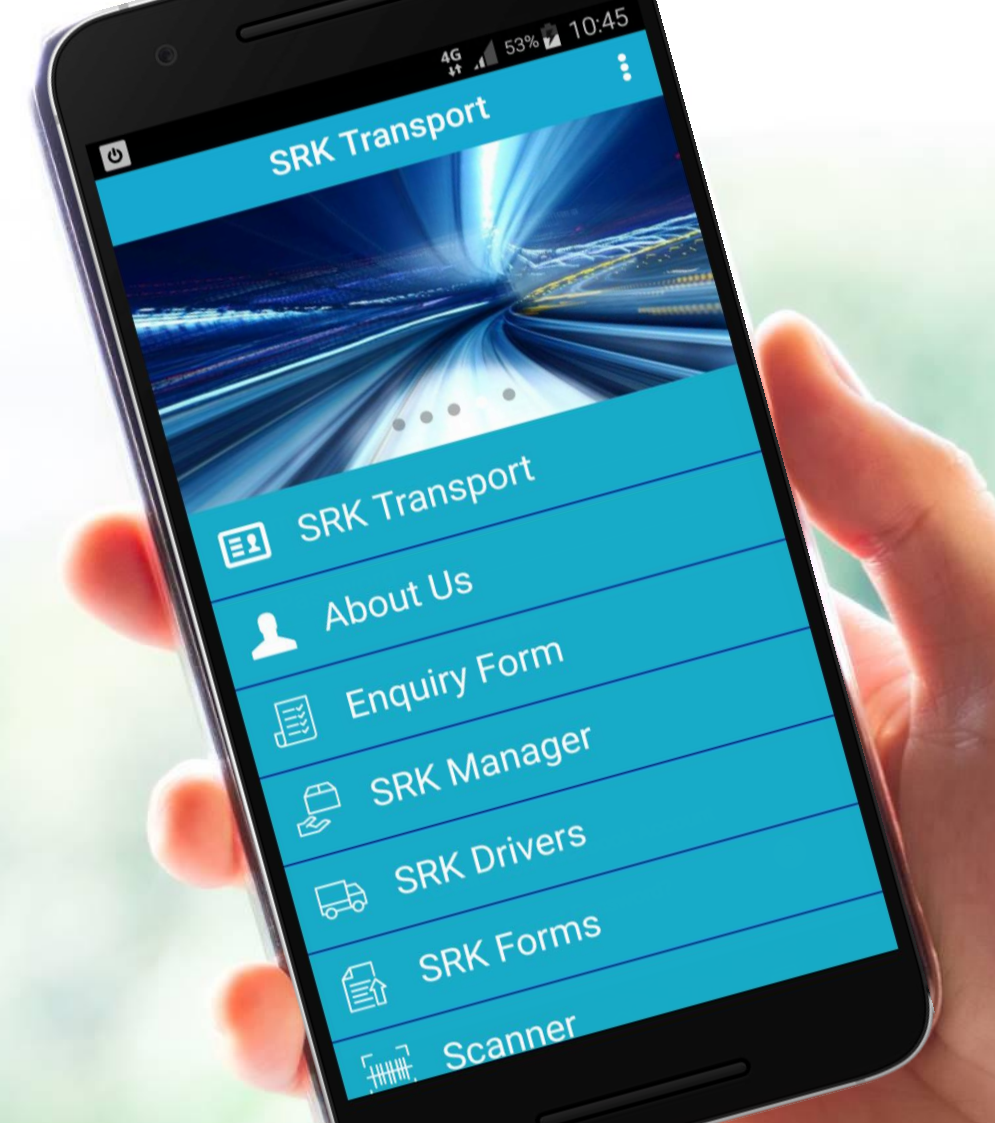 4G 53% 10:45
SRK Transport
SRK Transport
About Us
Enquiry Form
SRK Manager
SRK Drivers
SRK Forms
Scanner